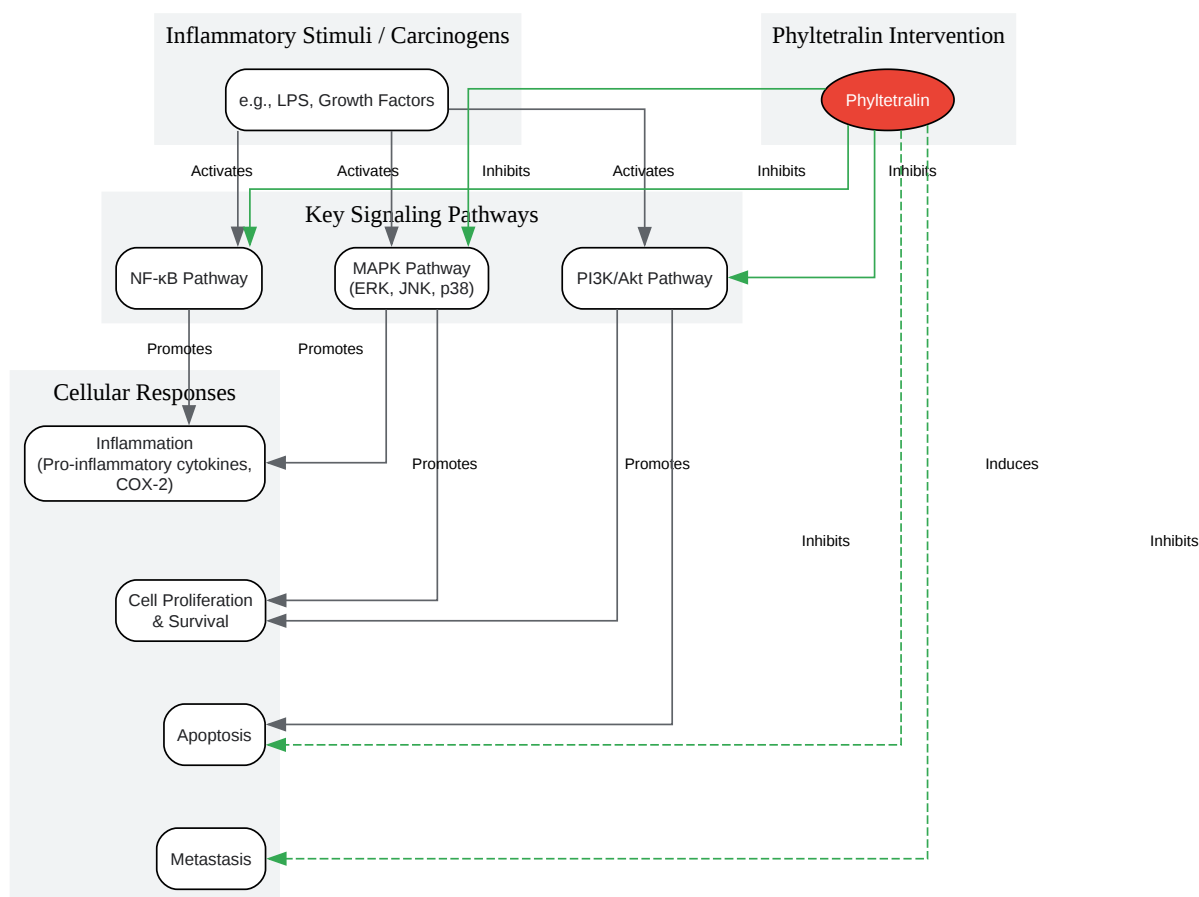 Inflammatory Stimuli / Carcinogens
Phyltetralin Intervention
e.g., LPS, Growth Factors
Phyltetralin
Activates
Activates
Inhibits
Activates
Inhibits
Inhibits
Key Signaling Pathways
NF-κB Pathway
MAPK Pathway
(ERK, JNK, p38)
PI3K/Akt Pathway
Promotes
Promotes
Cellular Responses
Inflammation
(Pro-inflammatory cytokines,
COX-2)
Promotes
Promotes
Induces
Inhibits
Inhibits
Cell Proliferation
& Survival
Apoptosis
Metastasis